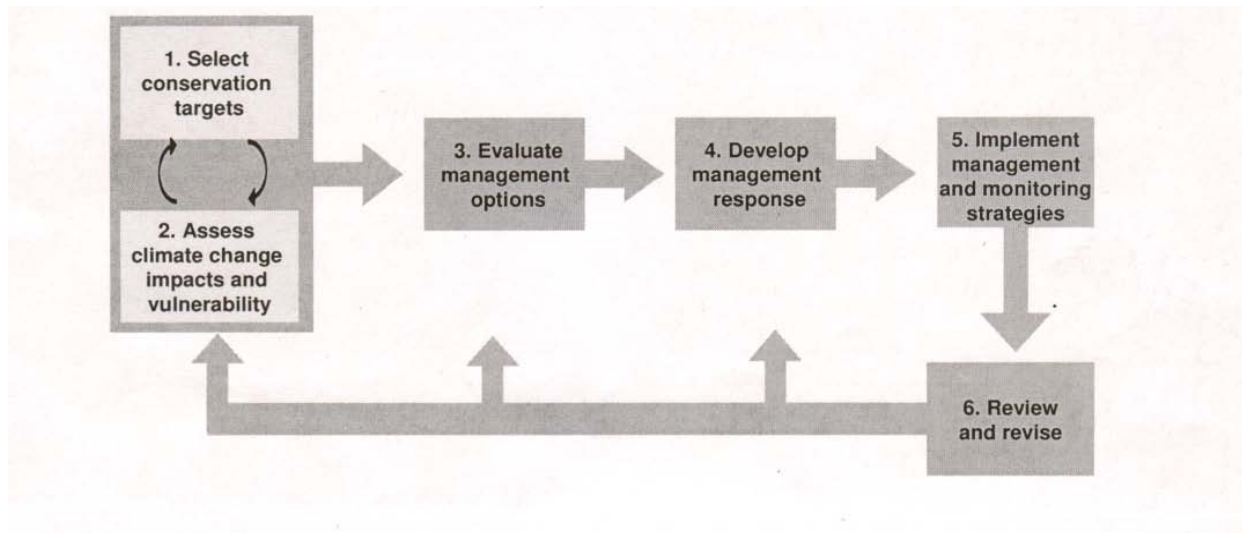 1. Select
conservation
targets
2. Assess
climate change
impacts and
vulnerability
3. Evaluate
management
options
4. Develop
management
response
5. Implement
management
and monitoring
strategies
6. Review
and revise